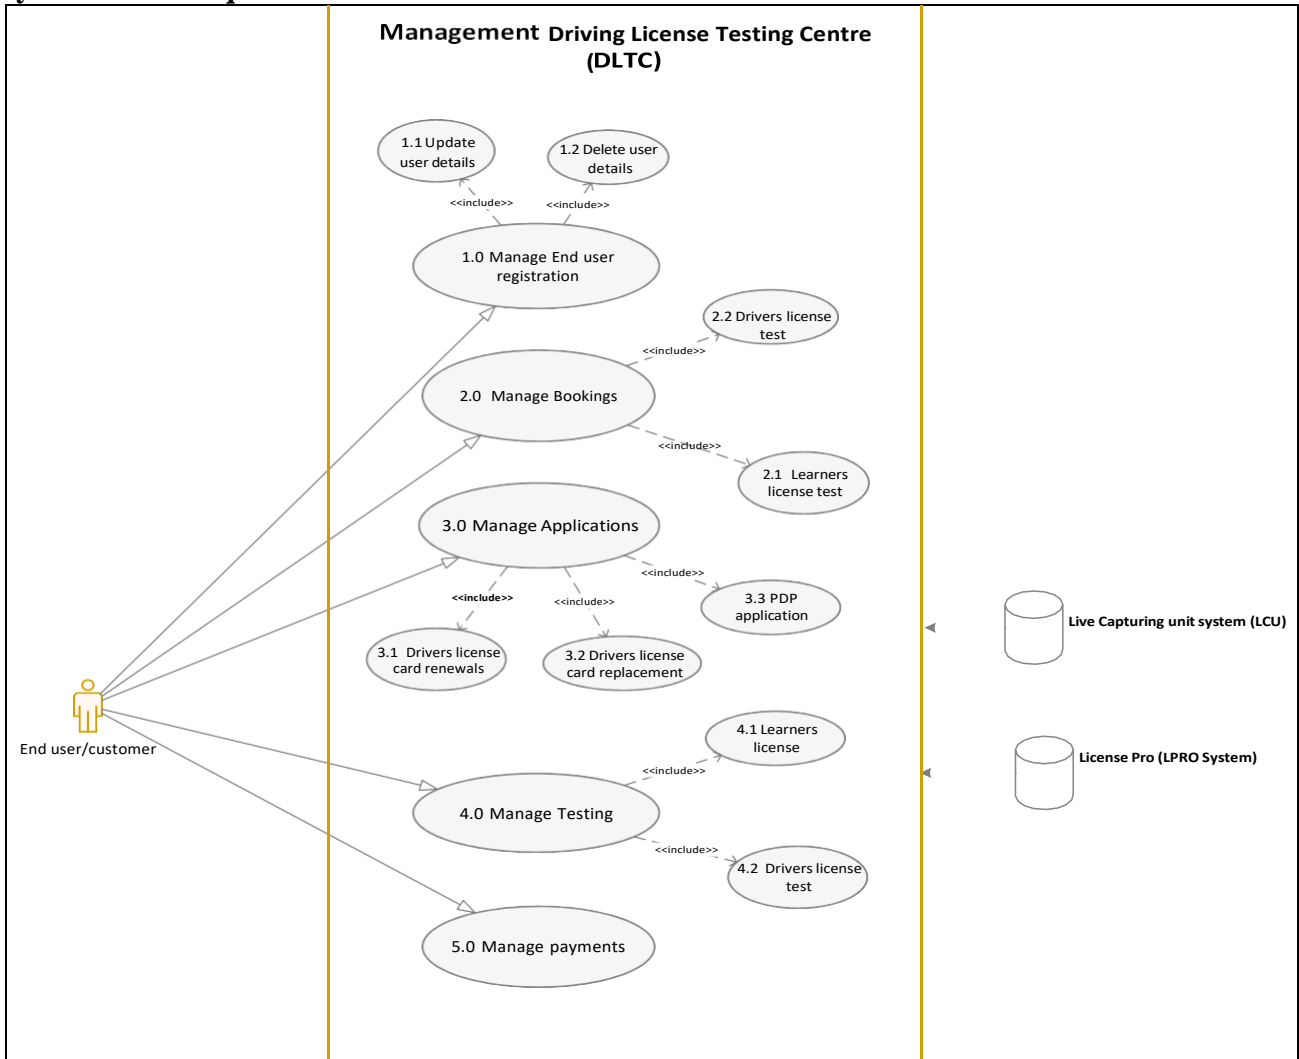 Management Driving License Testing Centre
(DLTC)
1.1 Update
user details
1.2 Delete user
details
<<include>>
<<include>>
1.0 Manage End user
registration
2.2 Drivers license
test
<<include>>
2.0 Manage Bookings
<<include>>
2.1 Learners
license test
3.0 Manage Applications
<<include>>
<<include>>
<<include>>
3.3 PDP
application
3.1 Drivers license
card renewals
3.2 Drivers license
card replacement
Live Capturing unit system (LCU)
End user/customer
4.1 Learners
license
<<include>>
License Pro (LPRO System)
4.0 Manage Testing
<<include>>
4.2 Drivers license
test
5.0 Manage payments